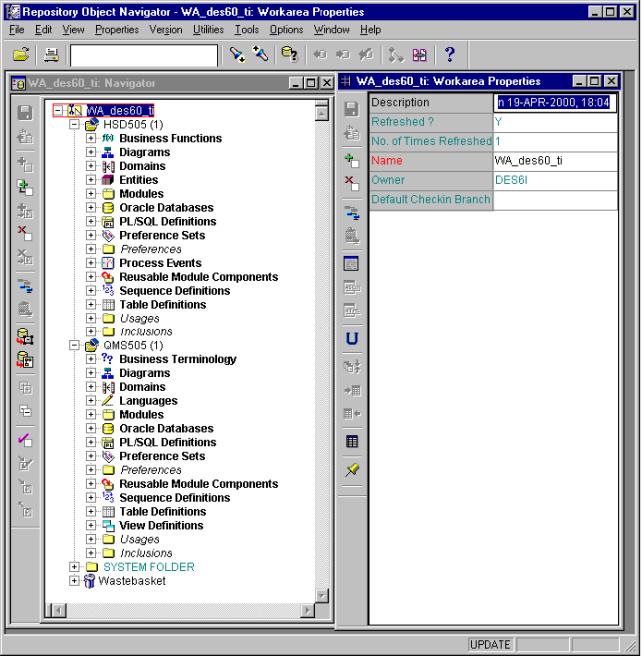 Repository Object Navigator - WA_des60_ti: Workarea Properties
File Edit View Properties Version Utilities Tools Options Window Help
WA_des60_ti: Navigator
WA_des60_ti
HSD505 (1)
Business Functions
Diagrams
Domains
Entities
Modules
Oracle Databases
PL/SQL Definitions
Preference Sets
Preferences
Process Events
Reusable Module Components
Sequence Definitions
Table Definitions
Usages
Inclusions
QMS505 (1)
Business Terminology
Diagrams
Domains
Languages
Modules
Oracle Databases
PL/SQL Definitions
Preference Sets
Preferences
Reusable Module Components
Sequence Definitions
Table Definitions
View Definitions
Usages
Inclusions
SYSTEM FOLDER
Wastebasket
WA_des60_ti: Workarea Properties
Description n 19-APR-2000, 18:04
Refreshed ? Y
No. of Times Refreshed 1
Name WA_des60_ti
Owner DES6I
Default Checkin Branch
UPDATE